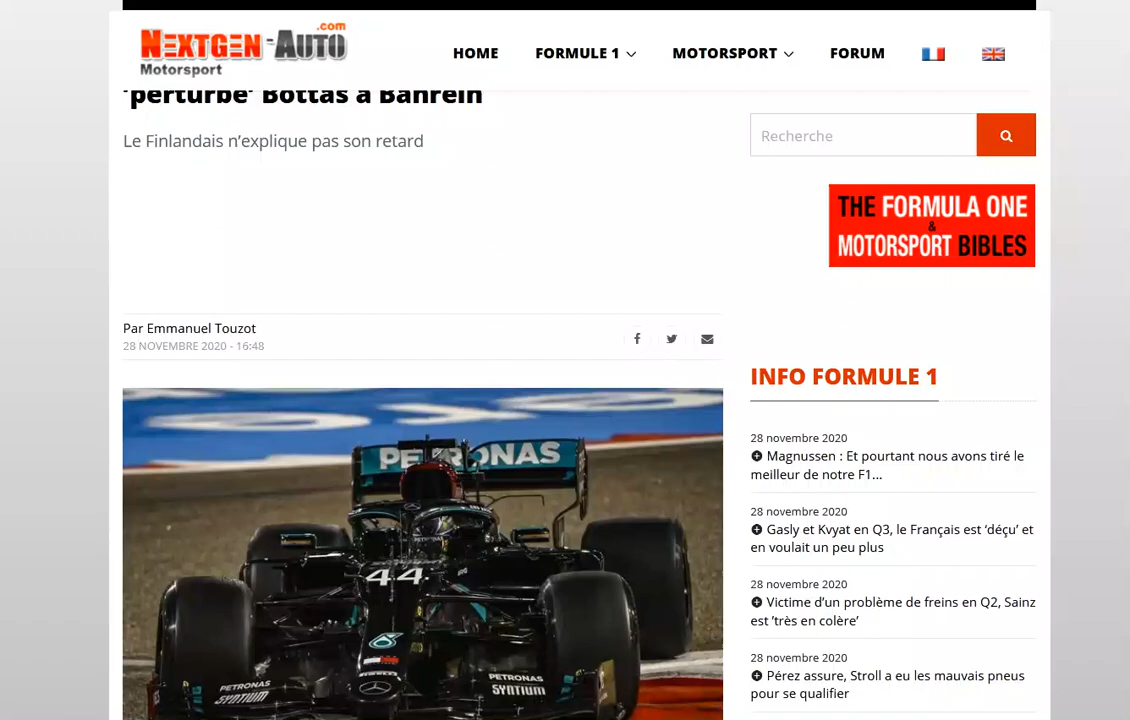 NEXTGEN-AUTO.com
Motorsport
HOME
FORMULE 1
MOTORSPORT
FORUM
'perturbe' Bottas à Bahreïn
Le Finlandais n’explique pas son retard
Par Emmanuel Touzot
28 NOVEMBRE 2020 - 16:48
PETRONAS
PETRONAS
44
PETRONAS
SYNTIUM
PETRONAS
SYNTIUM
Recherche
THE FORMULA ONE
&
MOTORSPORT BIBLES
INFO FORMULE 1
28 novembre 2020
Magnussen : Et pourtant nous avons tiré le
meilleur de notre F1...
28 novembre 2020
Gasly et Kvyat en Q3, le Français est ‘déçu’ et
en voulait un peu plus
28 novembre 2020
Victime d’un problème de freins en Q2, Sainz
est ’très en colère’
28 novembre 2020
Pérez assure, Stroll a eu les mauvais pneus
pour se qualifier